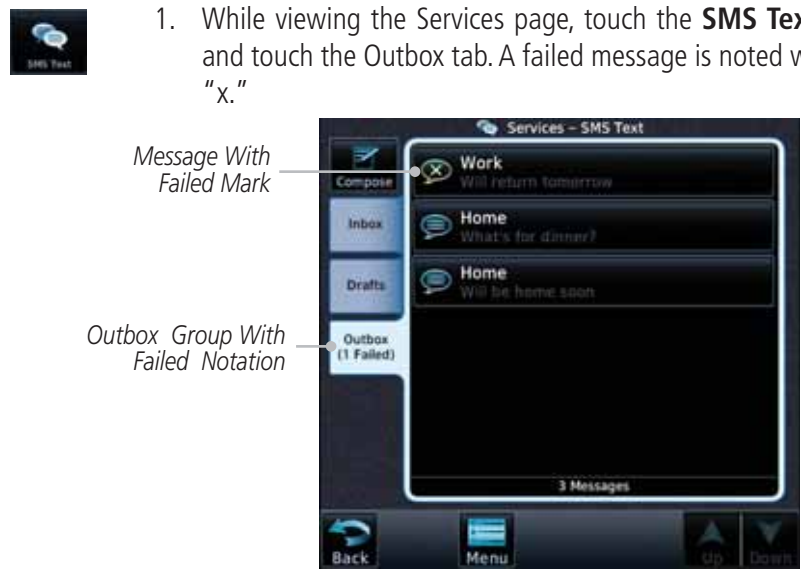 1. While viewing the Services page, touch the SMS Tex
and touch the Outbox tab. A failed message is noted w
"x."
SMS Text
Services – SMS Text
Message With
Failed Mark
Compose
Work
Will return tomorrow
Inbox
Home
What's for dinner?
Drafts
Home
Will be home soon
Outbox Group With
Failed Notation
Outbox
(1 Failed)
3 Messages
Back
Menu
Up
Down